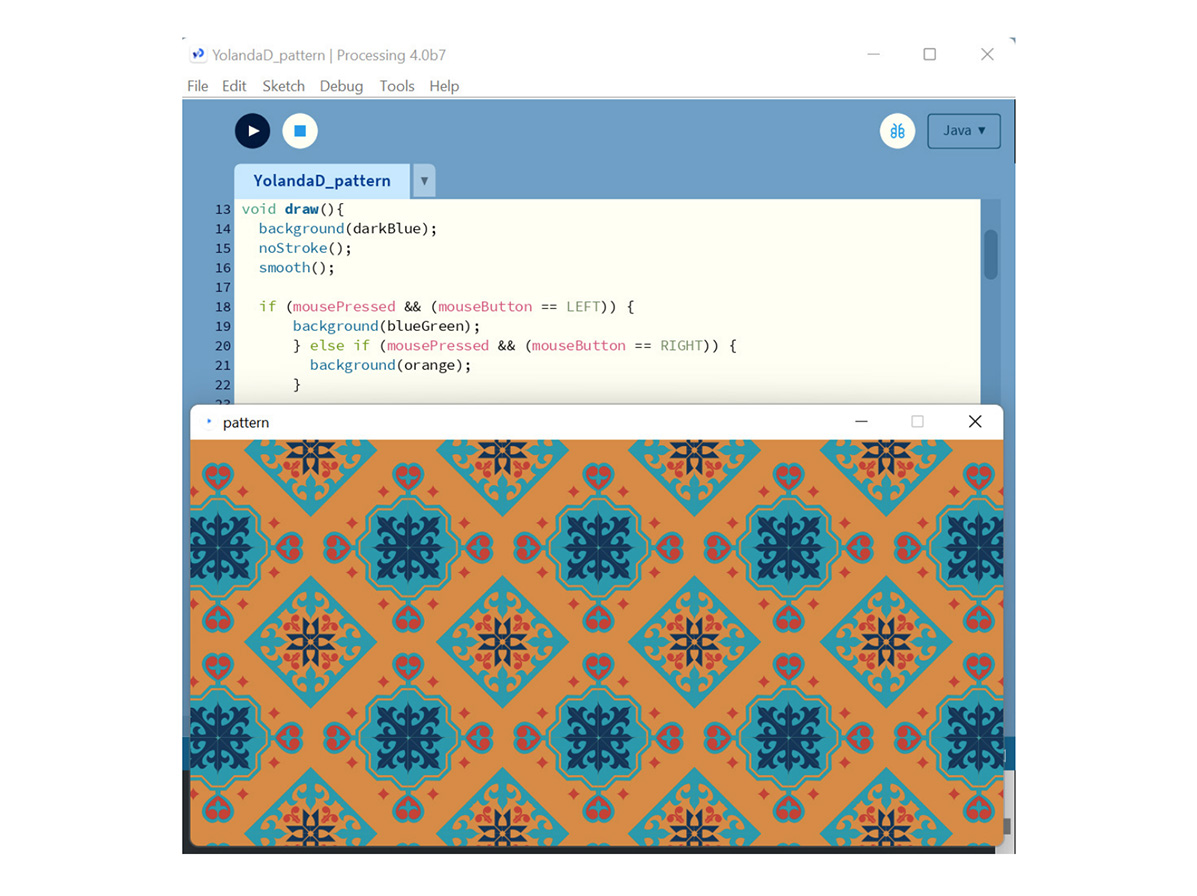 YolandaD_pattern | Processing 4.0b7
File Edit Sketch Debug Tools Help
Java ▼
YolandaD_pattern ▼
13 void draw(){
14   background(darkBlue);
15   noStroke();
16   smooth();
17
18   if (mousePressed && (mouseButton == LEFT)) {
19       background(blueGreen);
20       } else if (mousePressed && (mouseButton == RIGHT)) {
21         background(orange);
22       }
23
pattern